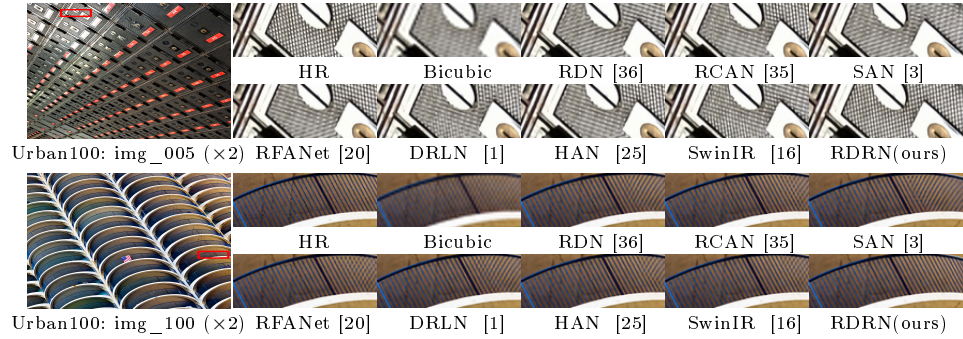 HR Bicubic RDN [36] RCAN [35] SAN [3]
Urban100: img_005 (×2) RFANet [20] DRLN [1] HAN [25] SwinIR [16] RDRN(ours)
HR Bicubic RDN [36] RCAN [35] SAN [3]
Urban100: img_100 (×2) RFANet [20] DRLN [1] HAN [25] SwinIR [16] RDRN(ours)